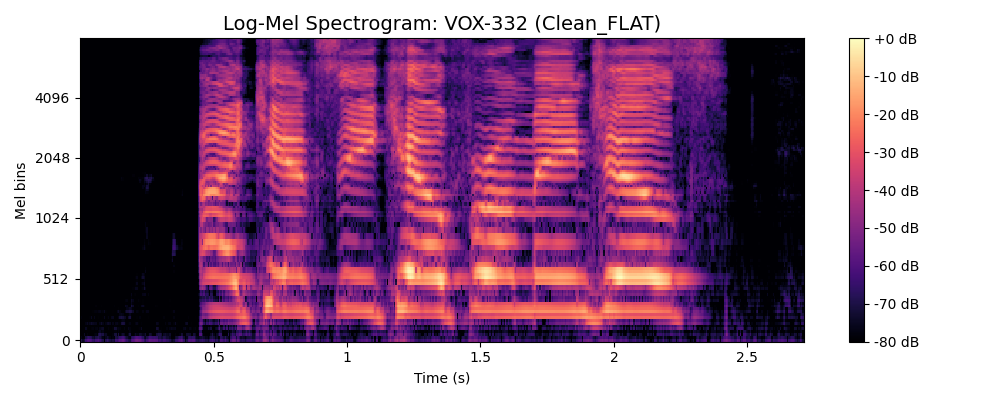 Log-Mel Spectrogram: VOX-332 (Clean_FLAT)
+0 dB
-10 dB
-20 dB
-30 dB
-40 dB
-50 dB
-60 dB
-70 dB
-80 dB
Mel bins
4096
2048
1024
512
0
0 0.5 1 1.5 2 2.5
Time (s)